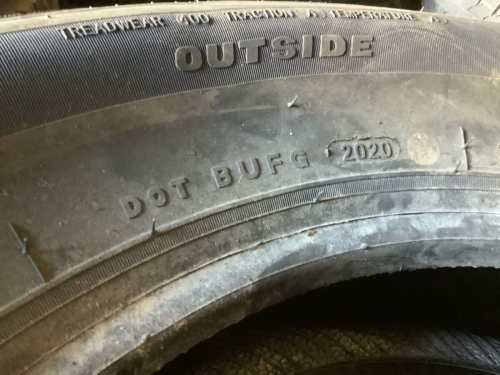 TREADWEAR 400 TRACTION A TEMPERATURE
OUTSIDE
DOT BUFG 2020